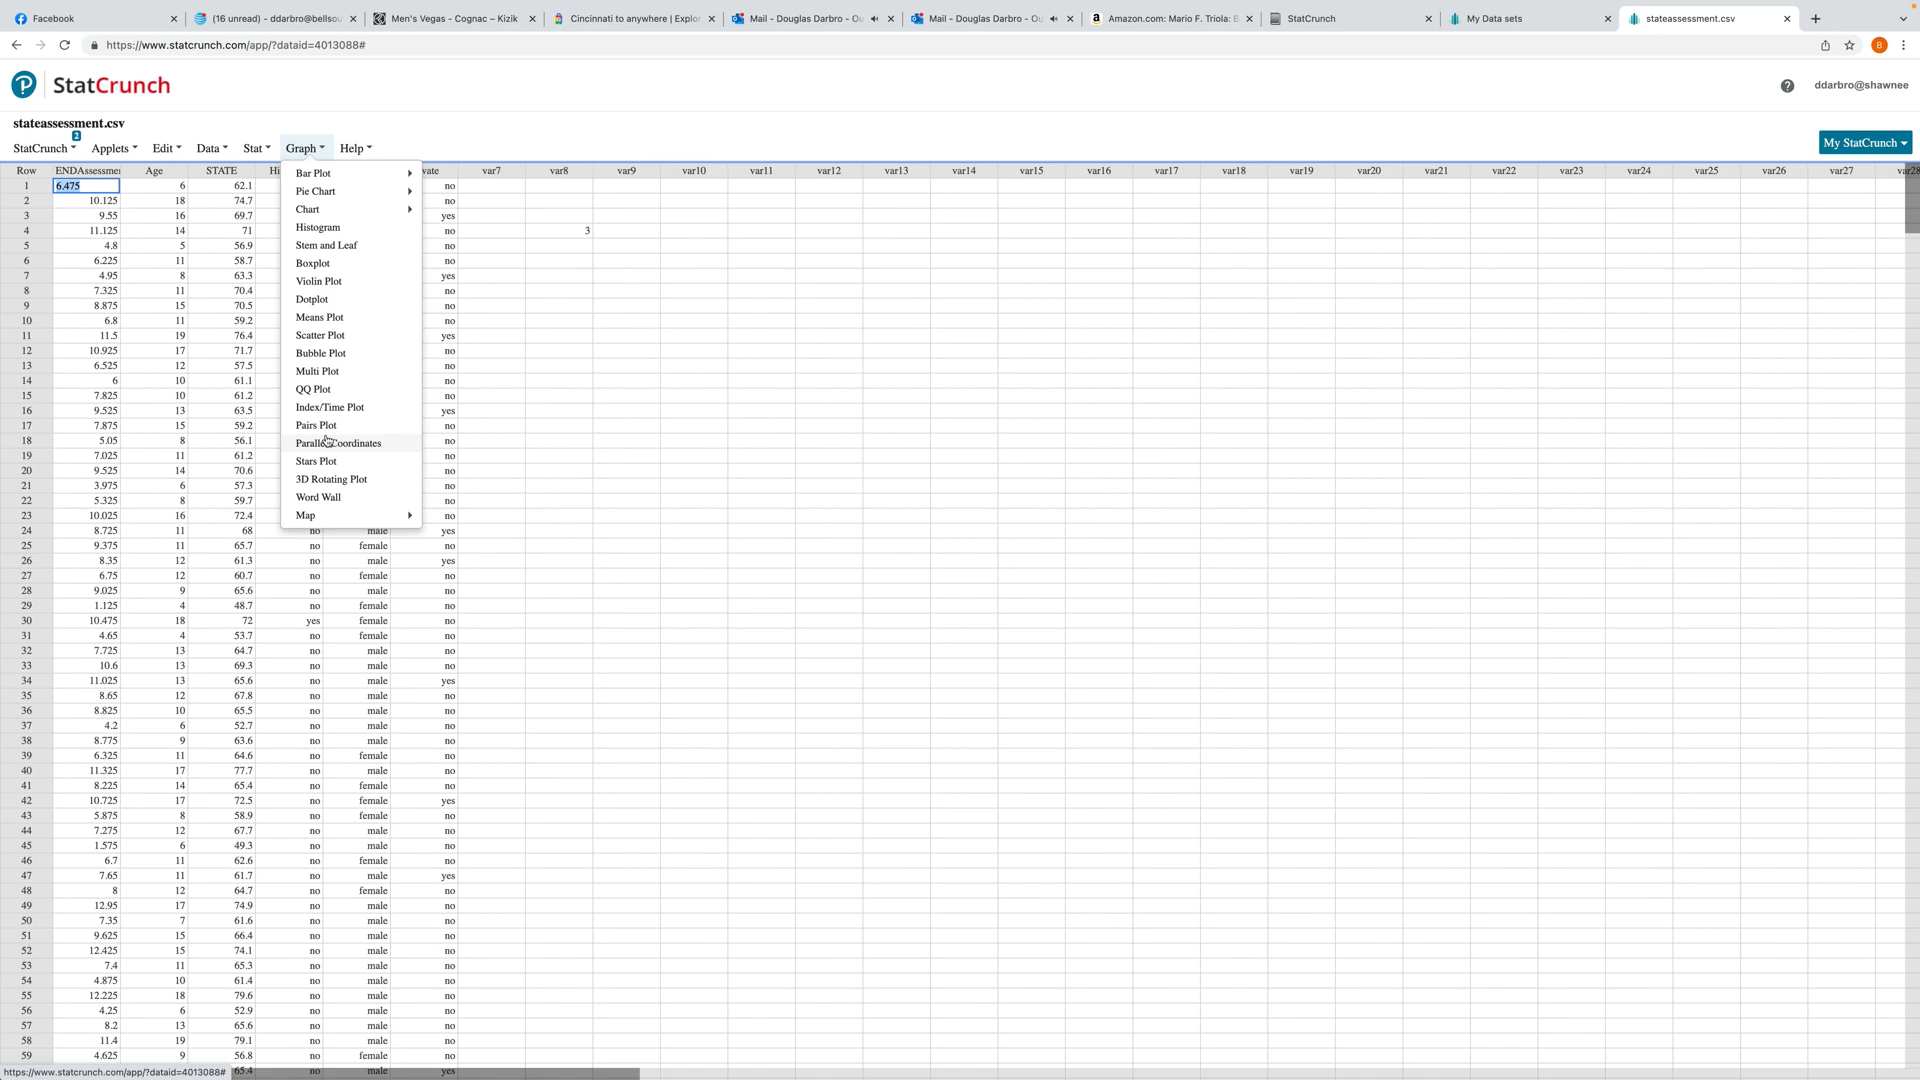 Facebook
(16 unread) - ddarbro@bellsou
Men's Vegas - Cognac – Kizik
Cincinnati to anywhere | Explor
Mail - Douglas Darbro - Ou
Mail - Douglas Darbro - Ou
Amazon.com: Mario F. Triola: B
StatCrunch
My Data sets
stateassessment.csv
https://www.statcrunch.com/app/?dataid=4013088#
B
StatCrunch
ddarbro@shawnee
stateassessment.csv
2
StatCrunch Applets Edit Data Stat Graph Help
My StatCrunch
Row ENDAssessmen Age STATE Hi vate var7 var8 var9 var10 var11 var12 var13 var14 var15 var16 var17 var18 var19 var20 var21 var22 var23 var24 var25 var26 var27 var28
Bar Plot
Pie Chart
Chart
Histogram
Stem and Leaf
Boxplot
Violin Plot
Dotplot
Means Plot
Scatter Plot
Bubble Plot
Multi Plot
QQ Plot
Index/Time Plot
Pairs Plot
Parallel Coordinates
Stars Plot
3D Rotating Plot
Word Wall
Map
1 6.475 6 62.1 no
2 10.125 18 74.7 no
3 9.55 16 69.7 yes
4 11.125 14 71 no 3
5 4.8 5 56.9 no
6 6.225 11 58.7 no
7 4.95 8 63.3 yes
8 7.325 11 70.4 no
9 8.875 15 70.5 no
10 6.8 11 59.2 no
11 11.5 19 76.4 yes
12 10.925 17 71.7 no
13 6.525 12 57.5 no
14 6 10 61.1 no
15 7.825 10 61.2 no
16 9.525 13 63.5 yes
17 7.875 15 59.2 no
18 5.05 8 56.1 no
19 7.025 11 61.2 no
20 9.525 14 70.6 no
21 3.975 6 57.3 no
22 5.325 8 59.7 no
23 10.025 16 72.4 no
24 8.725 11 68 no male yes
25 9.375 11 65.7 no female no
26 8.35 12 61.3 no male yes
27 6.75 12 60.7 no female no
28 9.025 9 65.6 no male no
29 1.125 4 48.7 no female no
30 10.475 18 72 yes female no
31 4.65 4 53.7 no female no
32 7.725 13 64.7 no male no
33 10.6 13 69.3 no male no
34 11.025 13 65.6 no male yes
35 8.65 12 67.8 no male no
36 8.825 10 65.5 no male no
37 4.2 6 52.7 no male no
38 8.775 9 63.6 no male no
39 6.325 11 64.6 no female no
40 11.325 17 77.7 no male no
41 8.225 14 65.4 no female no
42 10.725 17 72.5 no female yes
43 5.875 8 58.9 no female no
44 7.275 12 67.7 no male no
45 1.575 6 49.3 no male no
46 6.7 11 62.6 no female no
47 7.65 11 61.7 no male yes
48 8 12 64.7 no female no
49 12.95 17 74.9 no male no
50 7.35 7 61.6 no male no
51 9.625 15 66.4 no male no
52 12.425 15 74.1 no male no
53 7.4 11 65.3 no male no
54 4.875 10 61.4 no male no
55 12.225 18 79.6 no male no
56 4.25 6 52.9 no male no
57 8.2 13 65.6 no male no
58 11.4 19 79.1 no male no
59 4.625 9 56.8 no female no
https://www.statcrunch.com/app/?dataid=4013088# 65.4 no male yes